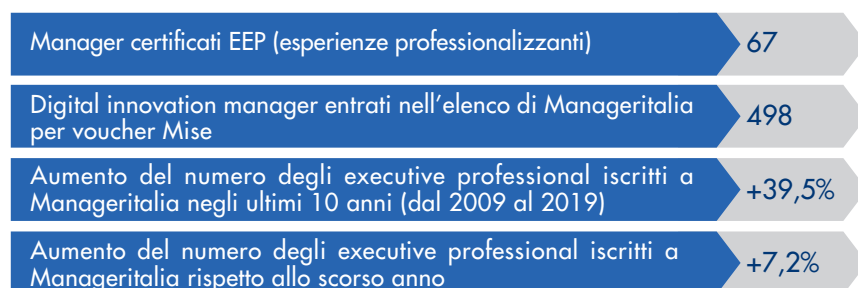 Manager certificati EEP (esperienze professionalizzanti)
67
Digital innovation manager entrati nell’elenco di Manageritalia
per voucher Mise
498
Aumento del numero degli executive professional iscritti a
Manageritalia negli ultimi 10 anni (dal 2009 al 2019)
+39,5%
Aumento del numero degli executive professional iscritti a
Manageritalia rispetto allo scorso anno
+7,2%